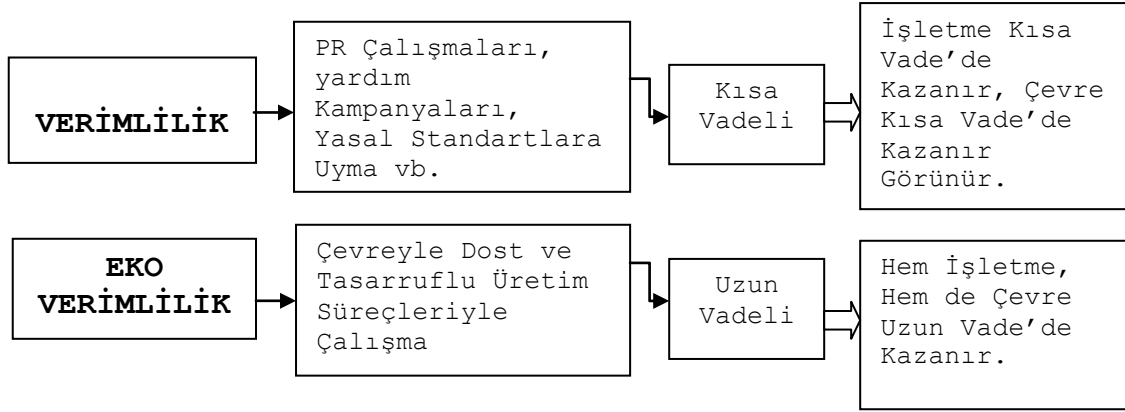 VERİMLİLİK
PR Çalışmaları,
yardım
Kampanyaları,
Yasal Standartlara
Uyma vb.
Kısa
Vadeli
İşletme Kısa
Vade’de
Kazanır, Çevre
Kısa Vade’de
Kazanır
Görünür.
EKO
VERİMLİLİK
Çevreyle Dost ve
Tasarruflu Üretim
Süreçleriyle
Çalışma
Uzun
Vadeli
Hem İşletme,
Hem de Çevre
Uzun Vade’de
Kazanır.